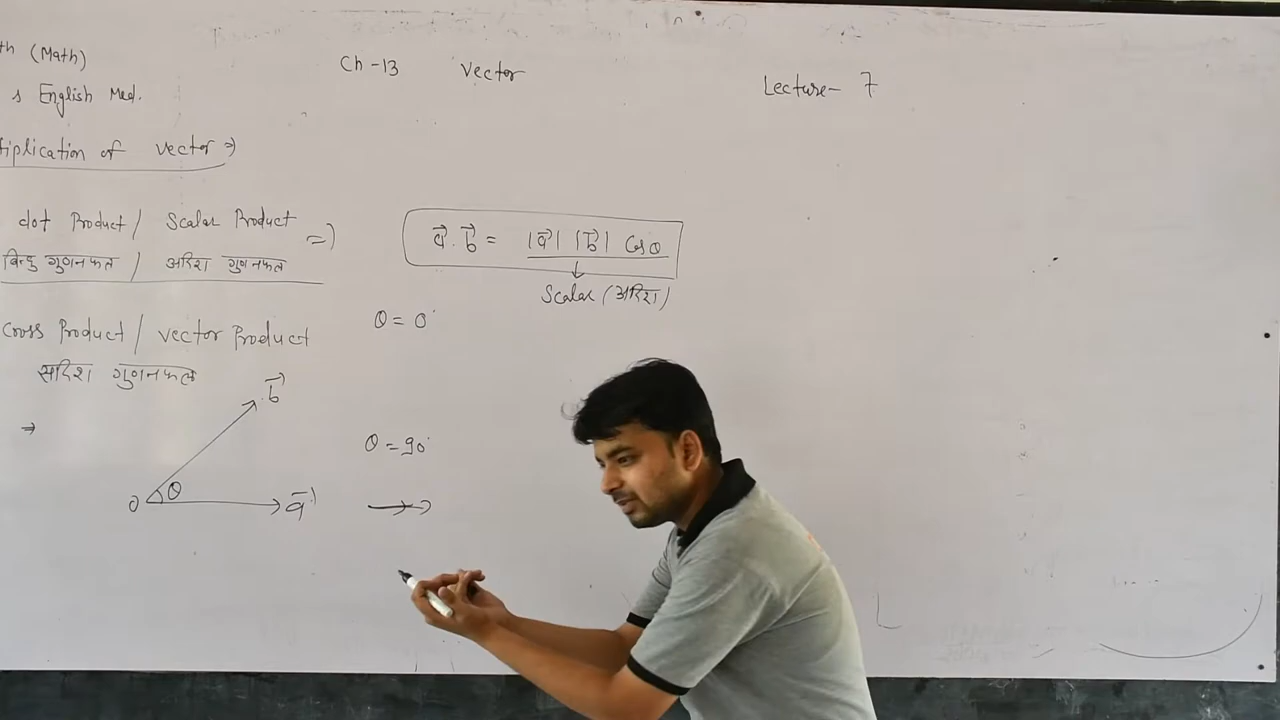 th (Math)
s English Med.
Ch-13 Vector
Lecture- 7
tiplication of vector ⇒
dot Product / Scalar Product ⇒
बिन्दु गुणनफल / अदिश गुणनफल
a⃗.b⃗ = |a⃗| |b⃗| Cosθ
Scalar (अदिश)
Cross Product / Vector Product
सदिश गुणनफल
θ = 0°
⇒
b⃗
θ = 90°
O θ a⃗